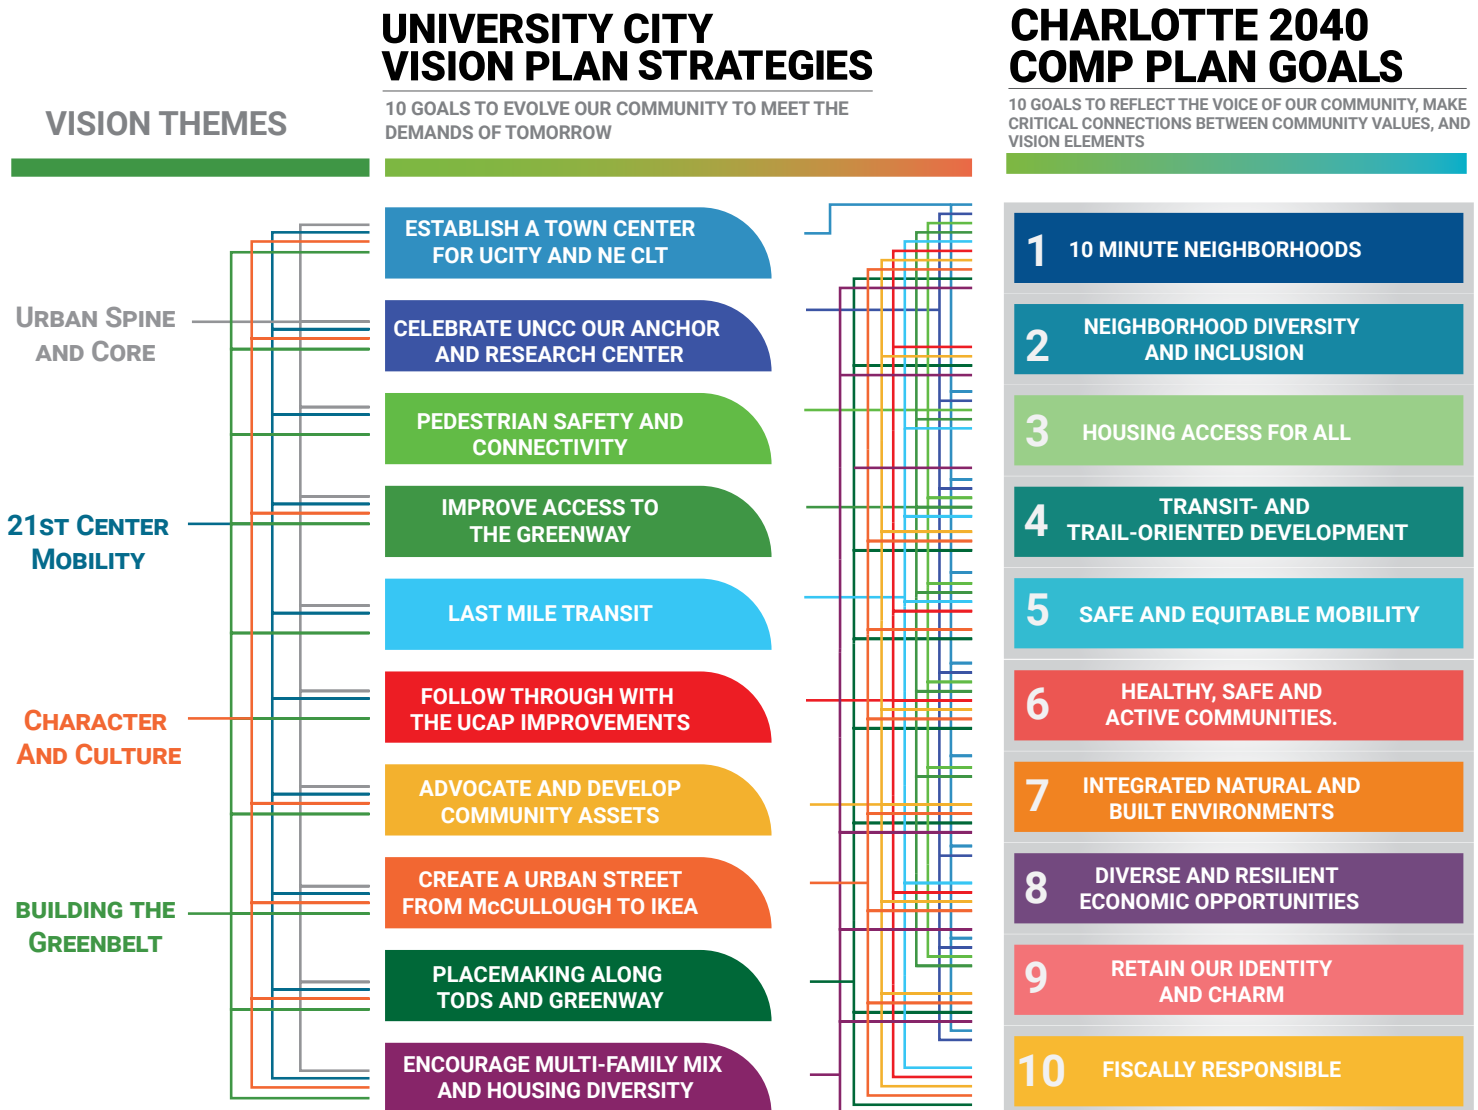 VISION THEMES
URBAN SPINE
AND CORE
21ST CENTER
MOBILITY
CHARACTER
AND CULTURE
BUILDING THE
GREENBELT
UNIVERSITY CITY
VISION PLAN STRATEGIES
10 GOALS TO EVOLVE OUR COMMUNITY TO MEET THE
DEMANDS OF TOMORROW
ESTABLISH A TOWN CENTER
FOR UCITY AND NE CLT
CELEBRATE UNCC OUR ANCHOR
AND RESEARCH CENTER
PEDESTRIAN SAFETY AND
CONNECTIVITY
IMPROVE ACCESS TO
THE GREENWAY
LAST MILE TRANSIT
FOLLOW THROUGH WITH
THE UCAP IMPROVEMENTS
ADVOCATE AND DEVELOP
COMMUNITY ASSETS
CREATE A URBAN STREET
FROM McCULLOUGH TO IKEA
PLACEMAKING ALONG
TODS AND GREENWAY
ENCOURAGE MULTI-FAMILY MIX
AND HOUSING DIVERSITY
CHARLOTTE 2040
COMP PLAN GOALS
10 GOALS TO REFLECT THE VOICE OF OUR COMMUNITY, MAKE
CRITICAL CONNECTIONS BETWEEN COMMUNITY VALUES, AND
VISION ELEMENTS
1 10 MINUTE NEIGHBORHOODS
2 NEIGHBORHOOD DIVERSITY
AND INCLUSION
3 HOUSING ACCESS FOR ALL
4 TRANSIT- AND
TRAIL-ORIENTED DEVELOPMENT
5 SAFE AND EQUITABLE MOBILITY
6 HEALTHY, SAFE AND
ACTIVE COMMUNITIES.
7 INTEGRATED NATURAL AND
BUILT ENVIRONMENTS
8 DIVERSE AND RESILIENT
ECONOMIC OPPORTUNITIES
9 RETAIN OUR IDENTITY
AND CHARM
10 FISCALLY RESPONSIBLE